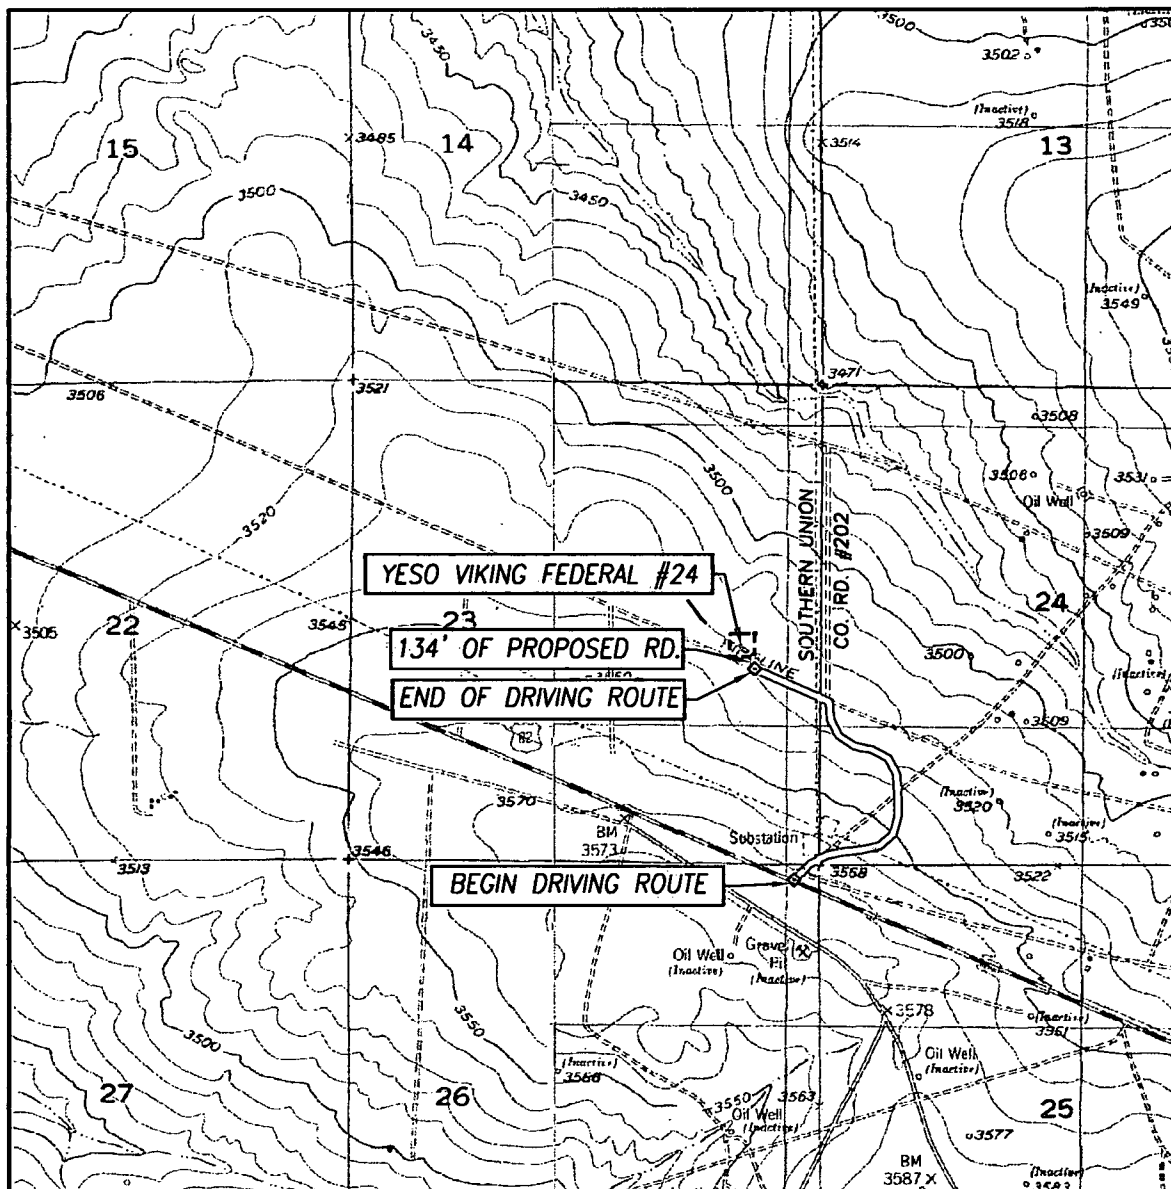 3500
3502
(Inactive)
3518
3450
15
3485
14
3514
13
3500
3450
(Inactive)
3549
3506
3521
3471
3508
3500
3506
3531
Oil Well
3520
3509
SOUTHERN UNION
CO. RD. #202
YESO VIKING FEDERAL #24
3505
22
3545
23
24
134' OF PROPOSED RD.
PIPELINE
3500
(Inactive)
END OF DRIVING ROUTE
82
3509
3570
(Inactive)
3520
BM
3573
Substation
(Inactive)
3515
3513
3546
3568
3522
BEGIN DRIVING ROUTE
Oil Well
(Inactive)
Gravel
Pit
(Inactive)
3550
3500
3578
(Inactive)
3561
Oil Well
(Inactive)
(Inactive)
3566
27
26
3550
3563
25
Oil Well
(Inactive)
3577
BM
3587
(Inactive)
3583